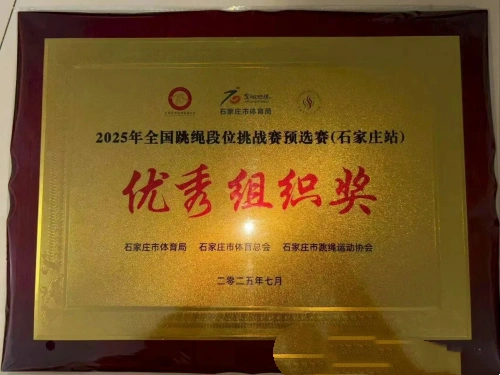 石家庄市体育局
2025年全国跳绳段位挑战赛预选赛(石家庄站)
优秀组织奖
石家庄市体育局 石家庄市体育总会 石家庄市跳绳运动协会
二零二五年七月